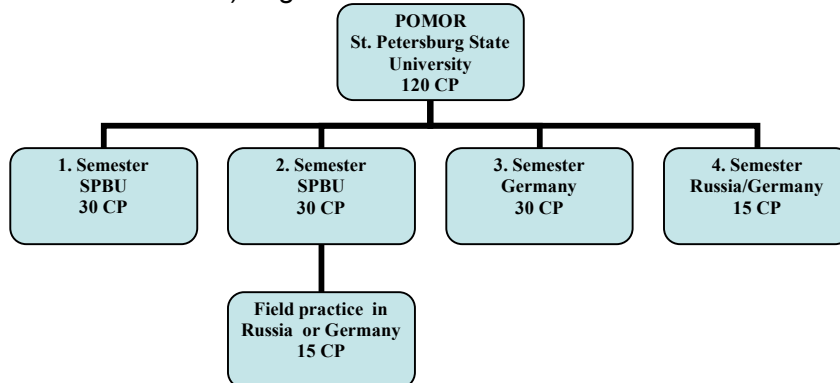 POMOR
St. Petersburg State
University
120 CP
1. Semester
SPBU
30 CP
2. Semester
SPBU
30 CP
3. Semester
Germany
30 CP
4. Semester
Russia/Germany
15 CP
Field practice in
Russia or Germany
15 CP